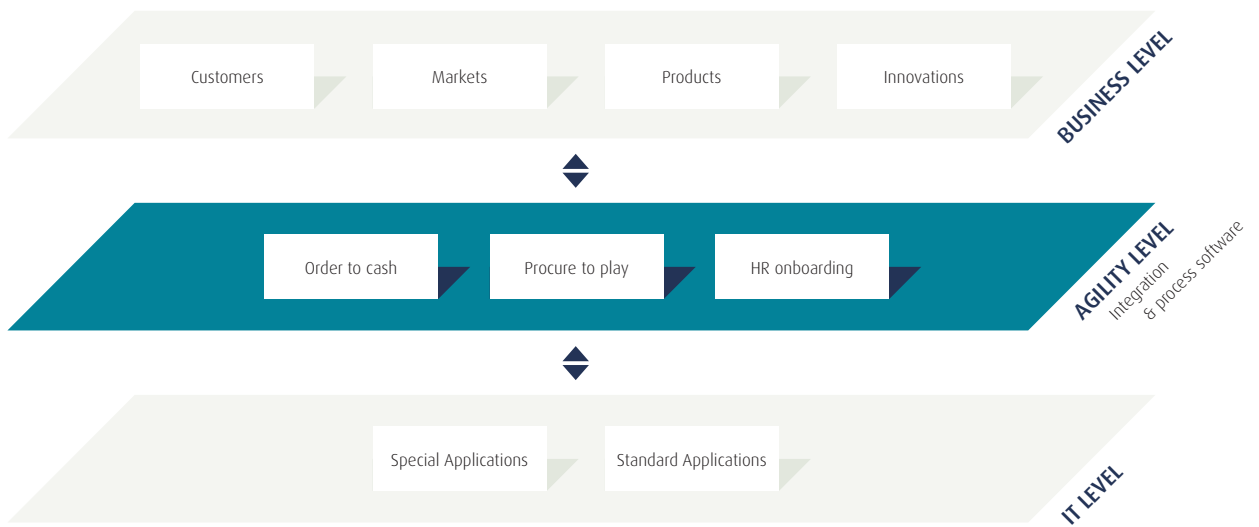 Customers
Markets
Products
Innovations
BUSINESS LEVEL
Order to cash
Procure to play
HR onboarding
AGILITY LEVEL
Integration
& process software
Special Applications
Standard Applications
IT LEVEL